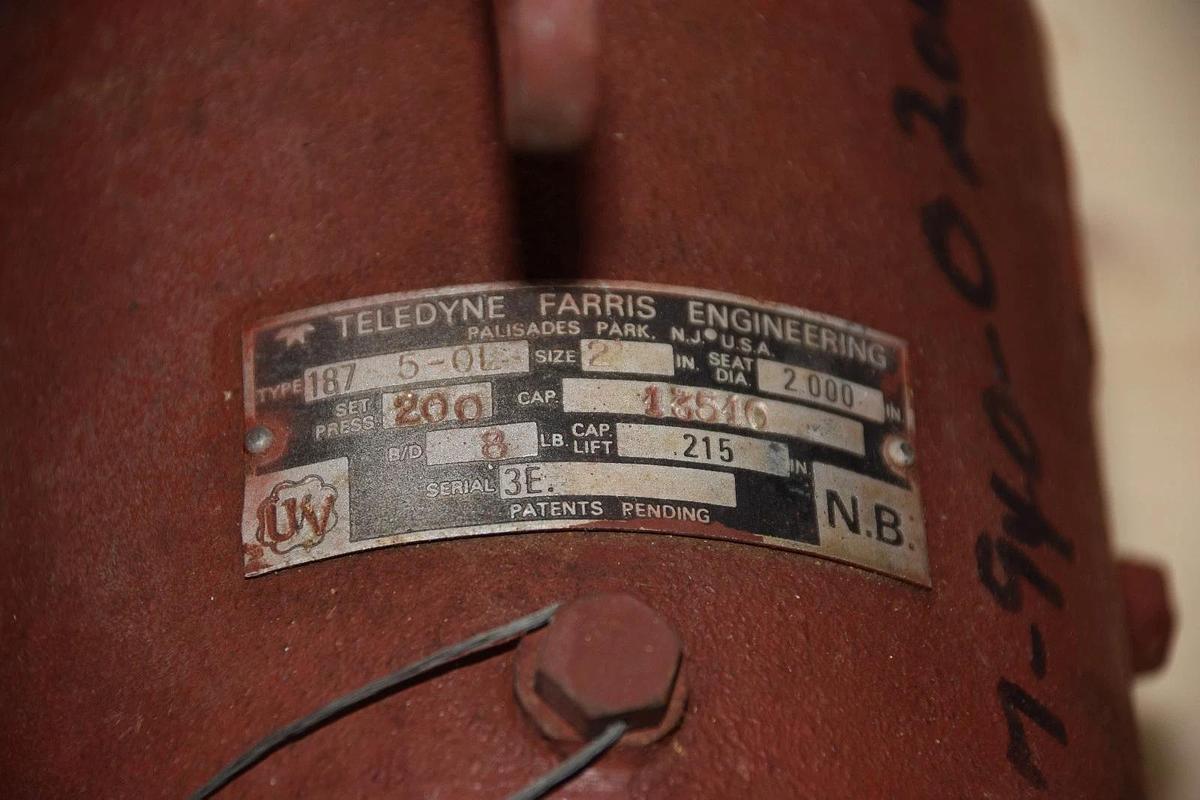 TELEDYNE FARRIS ENGINEERING
PALISADES PARK, N.J. U.S.A.
TYPE 187 5-OL SIZE 2 IN. SEAT DIA. 2.000 IN
SET PRESS 200 CAP.
B/D 8 LB. CAP. LIFT .215 IN
SERIAL 3E.
PATENTS PENDING
UV
N.B.